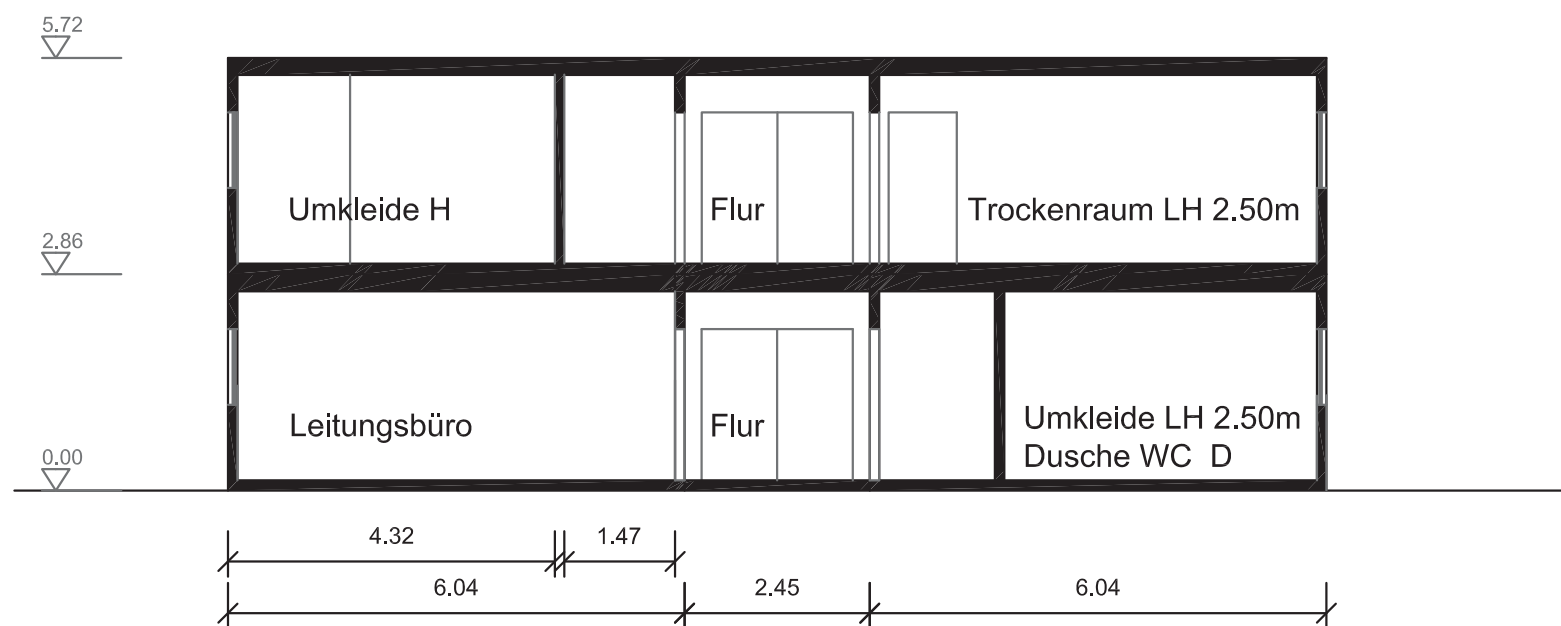 5.72
Umkleide H
Flur
Trockenraum LH 2.50m
2.86
Leitungsbüro
Flur
Umkleide LH 2.50m
Dusche WC D
0.00
4.32
1.47
6.04
2.45
6.04